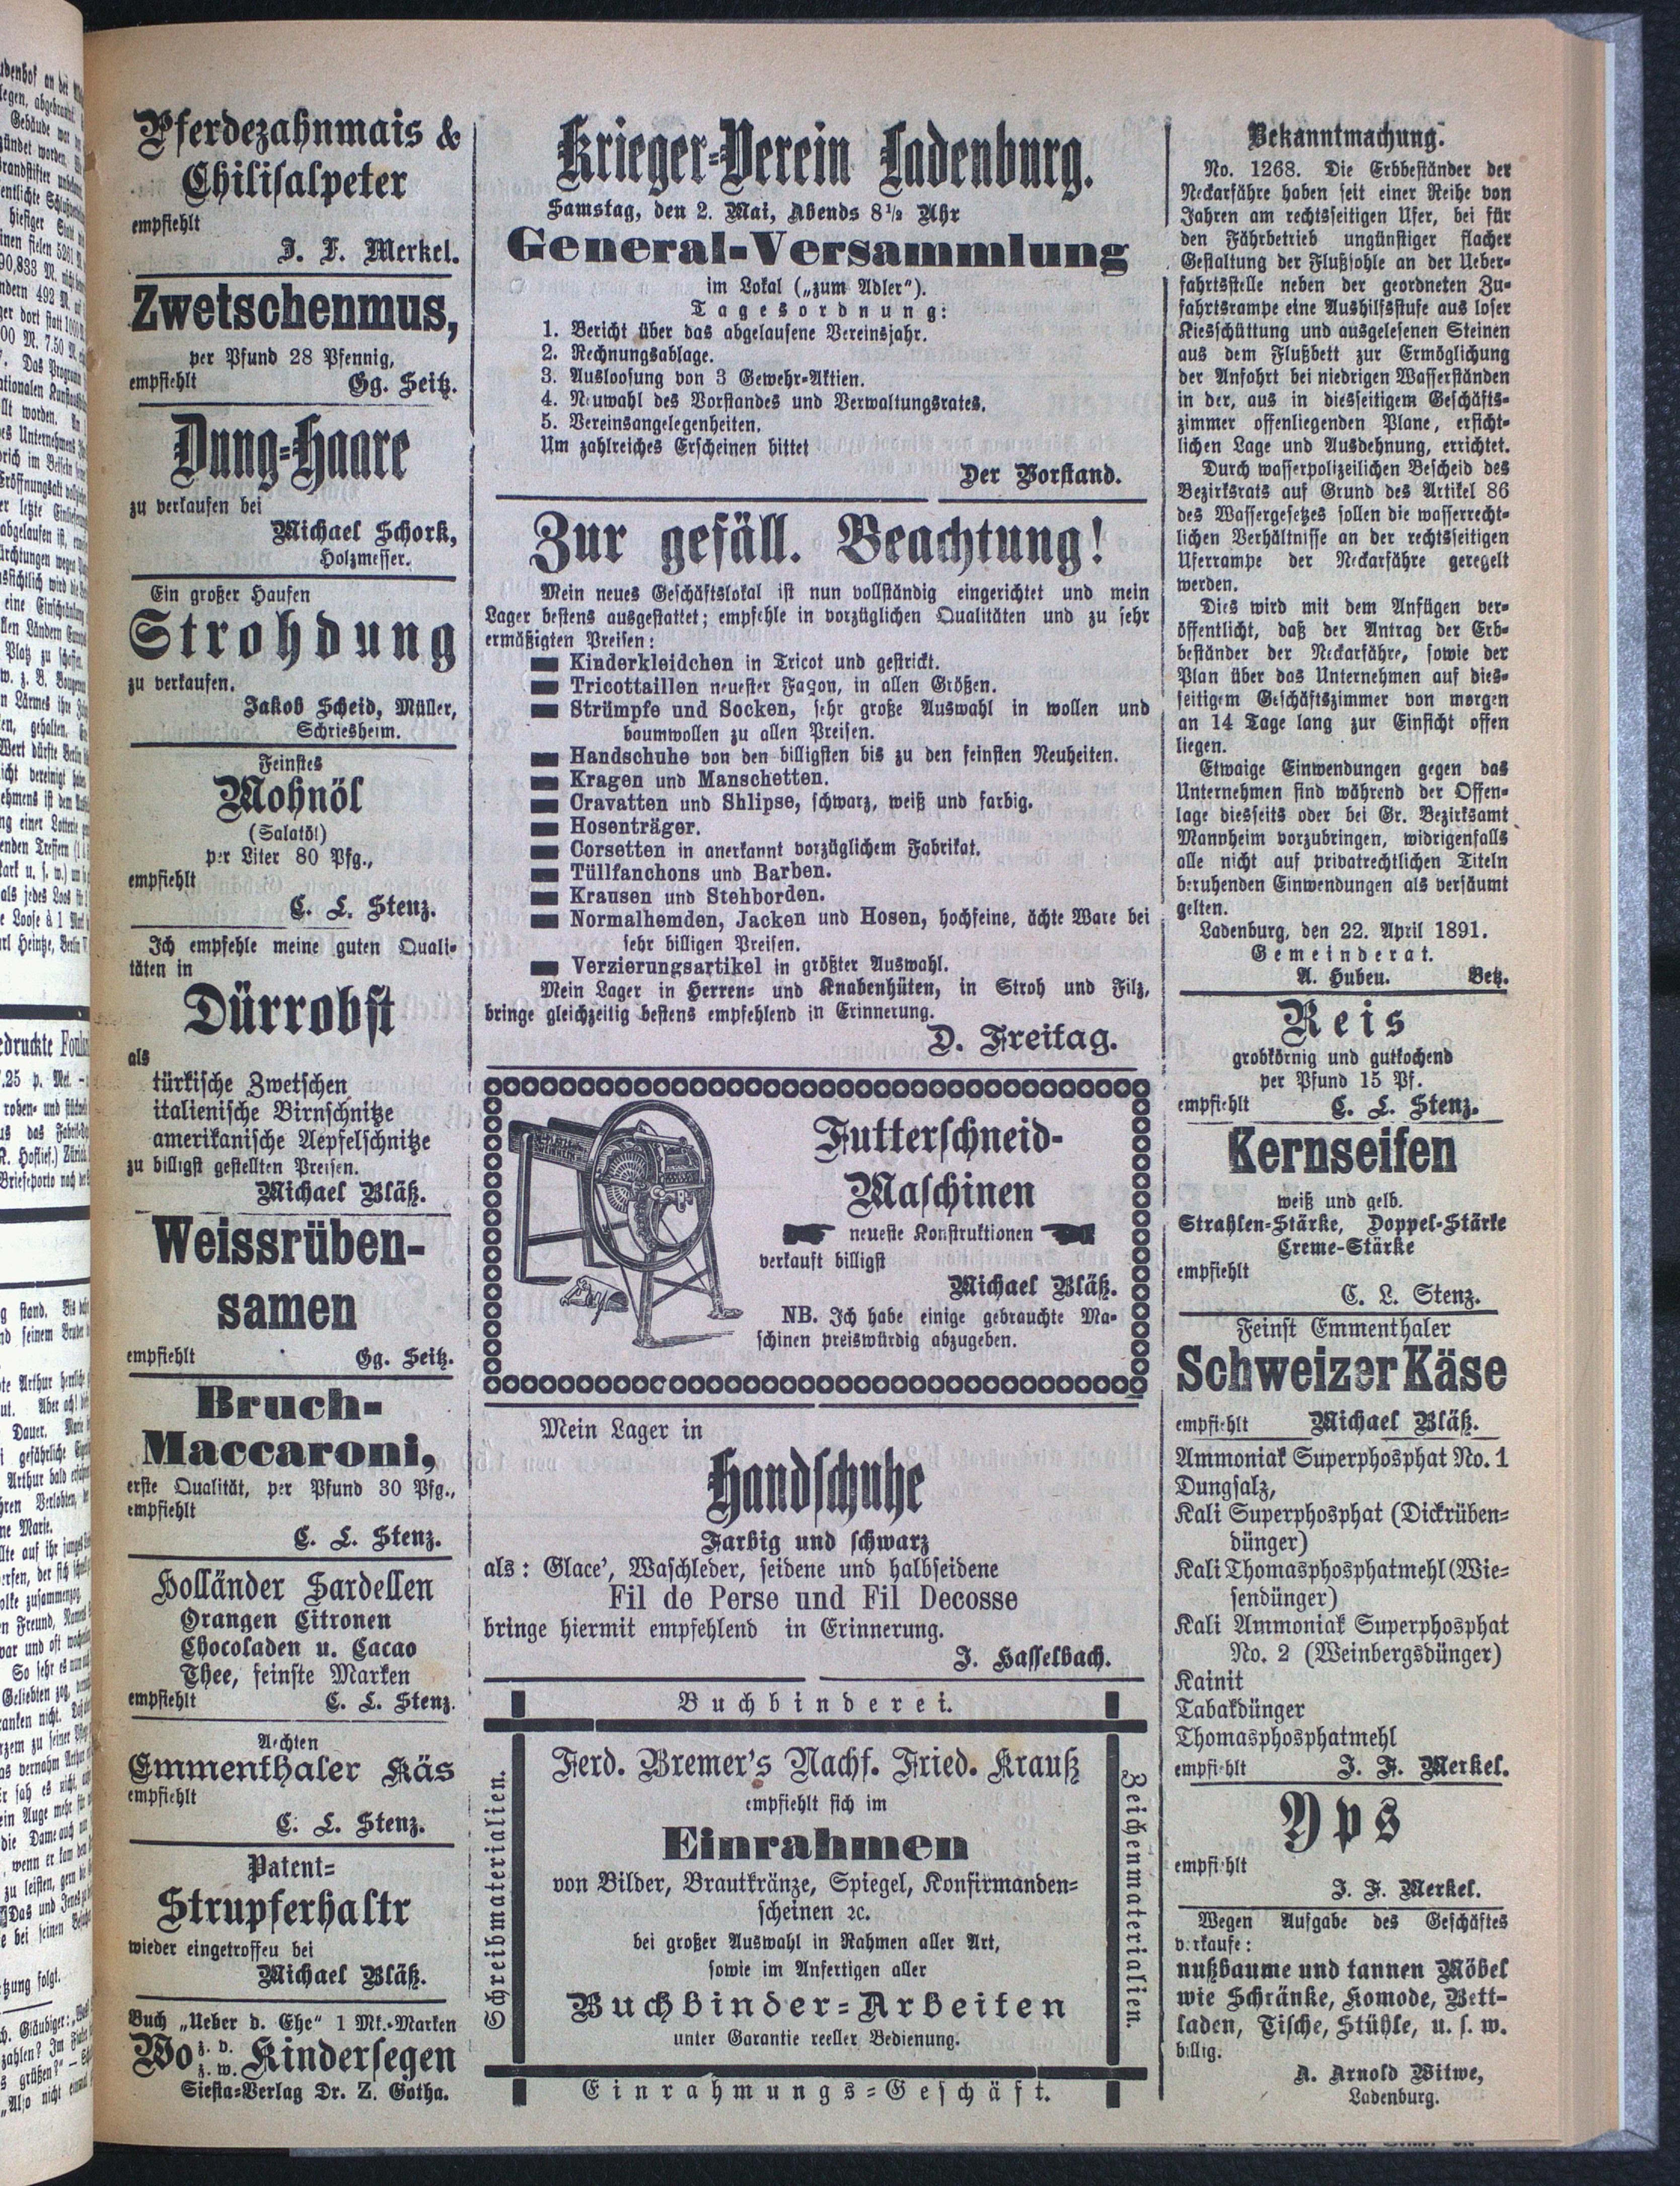 Pferdezahnmais &
Chilisalpeter
empfiehlt
J. F. Merkel.
Zwetschenmus,
per Pfund 28 Pfennig,
empfiehlt Gg. Seitz.
Dung-Haare
zu verlaufen bei
Michael Schork,
Holzmesser.
Ein großer Haufen
Strohdung
zu verkaufen.
Jakob Scheid, Müller,
Schriesheim.
Feinstes
Mohnöl
(Salatöl)
per Liter 80 Pfg.,
empfiehlt
C. L. Stenz.
Ich empfehle meine guten Quali-
täten in
Dürrobst
als
türkische Zwetschen
italienische Birnschnitze
amerikanische Aepfelschnitze
zu billigst gestellten Preisen.
Michael Bläß.
Weissrüben-
samen
empfiehlt Gg. Seitz.
Bruch-
Maccaroni,
erste Qualität, per Pfund 30 Pfg.,
empfiehlt
C. L. Stenz.
Holländer Sardellen
Orangen Citronen
Chocoladen u. Cacao
Thee, feinste Marken
empfiehlt C. L. Stenz.
Aechten
Emmenthaler Käs
empfiehlt
C. L. Stenz.
Patent-
Strupferhaltr
wieder eingetroffeu bei
Michael Bläß.
Buch „Ueber d. Ehe“ 1 Mk.-Marken
Wo z. v. z. w. Kindersegen
Siesta-Verlag Dr. Z. Gotha.
Krieger-Verein Ladenburg.
Samstag, den 2. Mai, Abends 8½ Uhr
General-Versammlung
im Lokal („zum Adler“).
Tagesordnung:
1. Bericht über das abgelaufene Vereinsjahr.
2. Rechnungsablage.
3. Ausloosung von 3 Gewehr-Aktien.
4. Neuwahl des Vorstandes und Verwaltungsrates.
5. Vereinsangelegenheiten.
Um zahlreiches Erscheinen bittet
Der Vorstand.
Zur gefäll. Beachtung!
Mein neues Geschäftslokal ist nun vollständig eingerichtet und mein
Lager bestens ausgestattet; empfehle in vorzüglichen Qualitäten und zu sehr
ermäßigten Preisen:
Kinderkleidchen in Tricot und gestrickt.
Tricottaillen neuester Façon, in allen Größen.
Strümpfe und Socken, sehr große Auswahl in wollen und
baumwollen zu allen Preisen.
Handschuhe von den billigsten bis zu den feinsten Neuheiten.
Kragen und Manschetten.
Cravatten und Shlipse, schwarz, weiß und farbig.
Hosenträger.
Corsetten in anerkannt vorzüglichem Fabrikat.
Tüllfanchons und Barben.
Krausen und Stehborden.
Normalhemden, Jacken und Hosen, hochfeine, ächte Ware bei
sehr billigen Preisen.
Verzierungsartikel in größter Auswahl.
Mein Lager in Herren- und Knabenhüten, in Stroh und Filz,
bringe gleichzeitig bestens empfehlend in Erinnerung.
D. Freitag.
Futterschneid-
Maschinen
neueste Konstruktionen
verkauft billigst
Michael Bläß.
NB. Ich habe einige gebrauchte Ma-
schinen preiswürdig abzugeben.
Mein Lager in
Handschuhe
Farbig und schwarz
als: Glace', Waschleder, seidene und halbseidene
Fil de Perse und Fil Decosse
bringe hiermit empfehlend in Erinnerung.
J. Hasselbach.
Buchbinderei.
Schreibmaterialien.
Ferd. Bremer's Nachf. Fried. Krauß
empfiehlt sich im
Einrahmen
von Bilder, Brautkränze, Spiegel, Konfirmanden-
scheinen ꝛc.
bei großer Auswahl in Rahmen aller Art,
sowie im Anfertigen aller
Buchbinder-Arbeiten
unter Garantie reeller Bedienung.
Zeichenmaterialien.
Einrahmungs-Geschäft.
Bekanntmachung.
No. 1268. Die Erbbeständer der
Neckarfähre haben seit einer Reihe von
Jahren am rechtsseitigen Ufer, bei für
den Fährbetrieb ungünstiger flacher
Gestaltung der Flußsohle an der Ueber-
fahrtsstelle neben der geordneten Zu-
fahrtsrampe eine Aushilfsstufe aus loser
Kiesschüttung und ausgelesenen Steinen
aus dem Flußbett zur Ermöglichung
der Anfahrt bei niedrigen Wasserständen
in der, aus in diesseitigem Geschäfts-
zimmer offenliegenden Plane, ersicht-
lichen Lage und Ausdehnung, errichtet.
Durch wasserpolizeilichen Bescheid des
Bezirksrats auf Grund des Artikel 86
des Wassergesetzes sollen die wasserrecht-
lichen Verhältnisse an der rechtsseitigen
Uferrampe der Neckarfähre geregelt
werden.
Dies wird mit dem Anfügen ver-
öffentlicht, daß der Antrag der Erb-
beständer der Neckarfähre, sowie der
Plan über das Unternehmen auf dies-
seitigem Geschäftszimmer von morgen
an 14 Tage lang zur Einsicht offen
liegen.
Etwaige Einwendungen gegen das
Unternehmen sind während der Offen-
lage diesseits oder bei Gr. Bezirksamt
Mannheim vorzubringen, widrigenfalls
alle nicht auf privatrechtlichen Titeln
beruhenden Einwendungen als versäumt
gelten.
Ladenburg, den 22. April 1891.
Gemeinderat.
A. Huben. Betz.
Reis
grobkörnig und gutkochend
per Pfund 15 Pf.
empfiehlt C. L. Stenz.
Kernseifen
weiß und gelb.
Strahlen-Stärke, Doppel-Stärke
Creme-Stärke
empfiehlt
C. L. Stenz.
Feinst Emmenthaler
Schweizer Käse
empfiehlt Michael Bläß.
Ammoniak Superphosphat No. 1
Dungsalz,
Kali Superphosphat (Dickrüben-
dünger)
Kali Thomasphosphatmehl (Wie-
sendünger)
Kali Ammoniak Superphosphat
No. 2 (Weinbergsdünger)
Kainit
Tabakdünger
Thomasphosphatmehl
empfiehlt J. F. Merkel.
Yps
empfiehlt
J. F. Merkel.
Wegen Aufgabe des Geschäftes
verkaufe:
nußbaume und tannen Möbel
wie Schränke, Komode, Bett-
laden, Tische, Stühle, u. s. w.
billig.
A. Arnold Witwe,
Ladenburg.